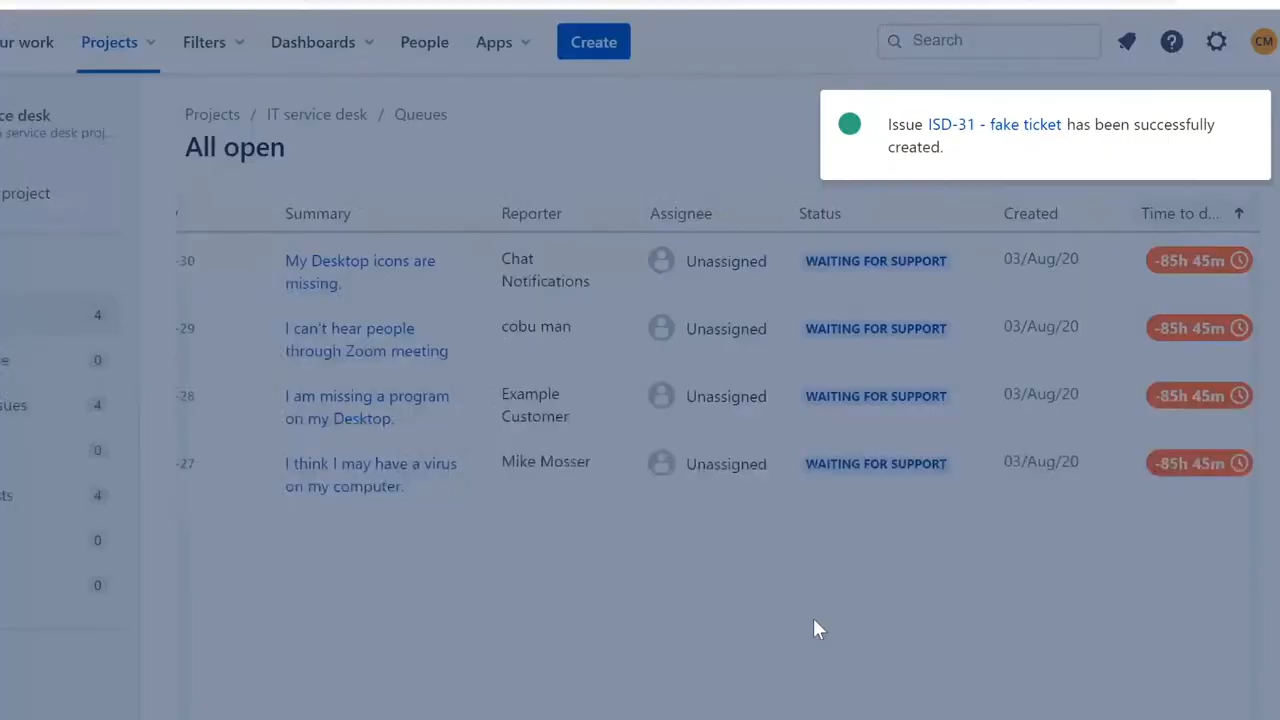 ur work Projects Filters Dashboards People Apps Create Search CM
ce desk
service desk proj...
Projects / IT service desk / Queues
All open
Issue ISD-31 - fake ticket has been successfully
created.
project
Summary Reporter Assignee Status Created Time to d...
-30 My Desktop icons are Chat Unassigned WAITING FOR SUPPORT 03/Aug/20 -85h 45m
missing. Notifications
4
-29 I can't hear people cobu man Unassigned WAITING FOR SUPPORT 03/Aug/20 -85h 45m
through Zoom meeting
e 0
-28 I am missing a program Example Unassigned WAITING FOR SUPPORT 03/Aug/20 -85h 45m
on my Desktop. Customer
sues 4
0
-27 I think I may have a virus Mike Mosser Unassigned WAITING FOR SUPPORT 03/Aug/20 -85h 45m
on my computer.
ts 4
0
0